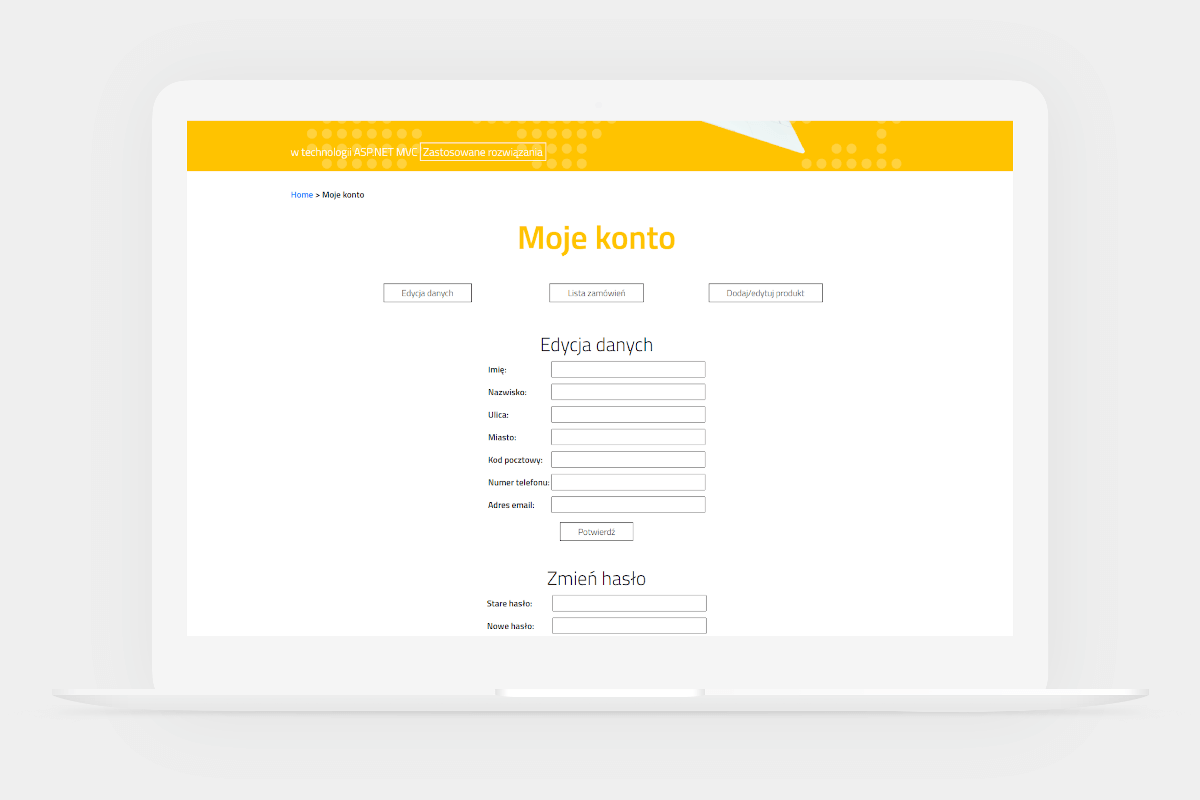 w technologii ASP.NET MVC Zastosowane rozwiązania
Home > Moje konto
Moje konto
Edycja danych Lista zamówień Dodaj/edytuj produkt
Edycja danych
Imię:
Nazwisko:
Ulica:
Miasto:
Kod pocztowy:
Numer telefonu:
Adres email:
Potwierdź
Zmień hasło
Stare hasło:
Nowe hasło: